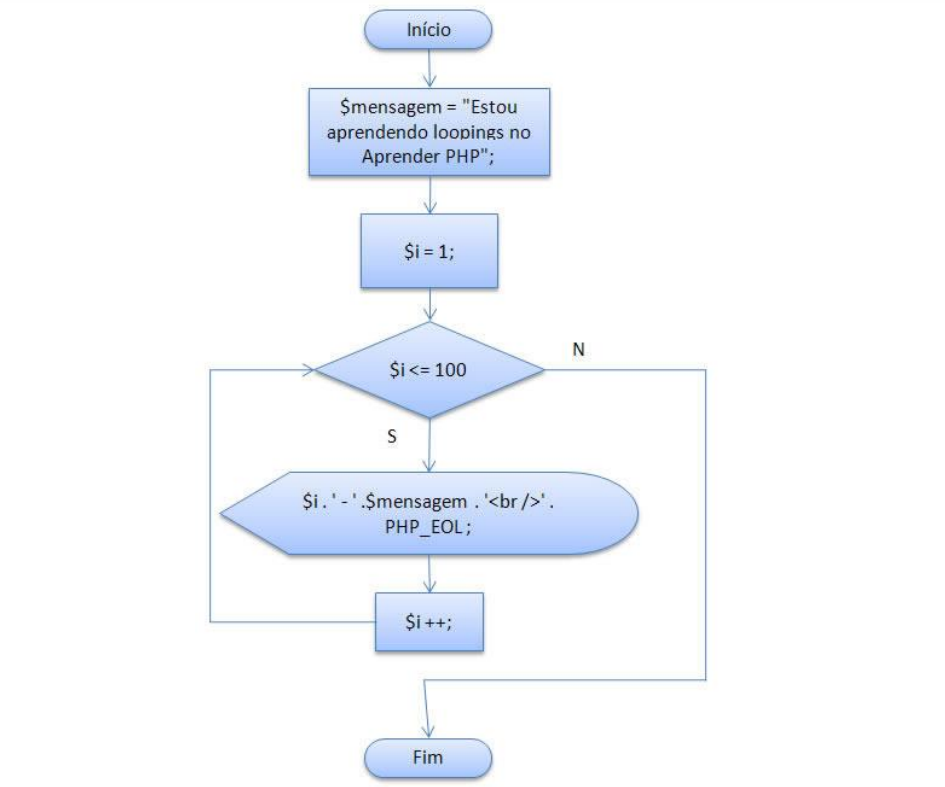 Início
$mensagem = "Estou
aprendendo loopings no
Aprender PHP";
$i = 1;
$i <= 100
N
S
$i . ' - ' .$mensagem . '<br />' .
PHP_EOL ;
$i ++;
Fim